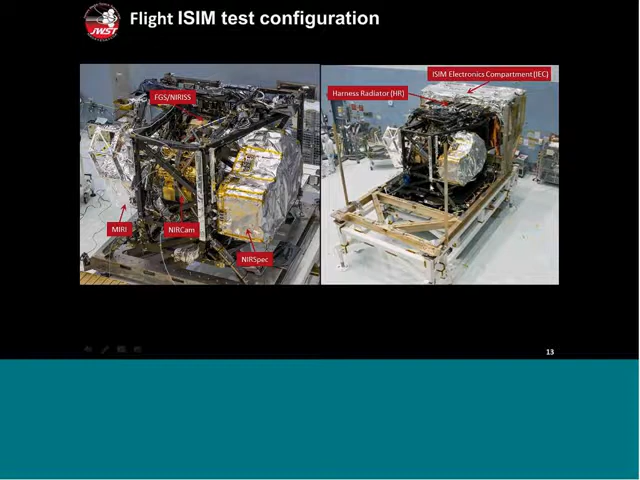 JWST
Flight ISIM test configuration
ISIM Electronics Compartment(IEC)
Harness Radiator (HR)
FGS/NIRISS
MIRI
NIRCam
NIRSpec
13